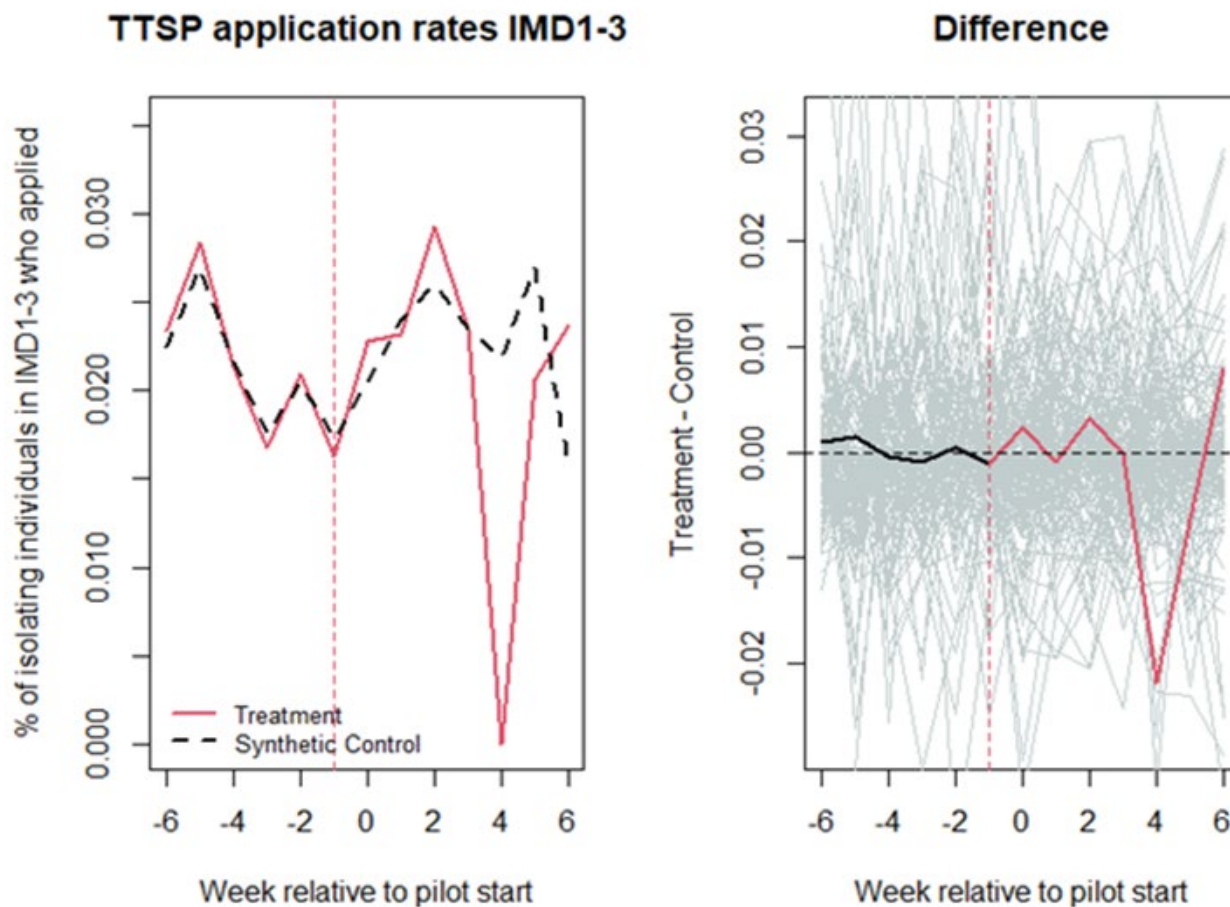 TTSP application rates IMD1-3
% of isolating individuals in IMD1-3 who applied
0.030
0.020
0.010
0.000
Treatment
Synthetic Control
-6 -4 -2 0 2 4 6
Week relative to pilot start
Difference
Treatment - Control
0.03
0.02
0.01
0.00
-0.01
-0.02
-6 -4 -2 0 2 4 6
Week relative to pilot start